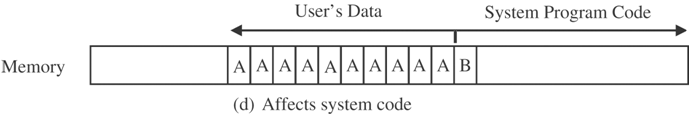 User's Data System Program Code
Memory A A A A A A A A A A B
(d) Affects system code